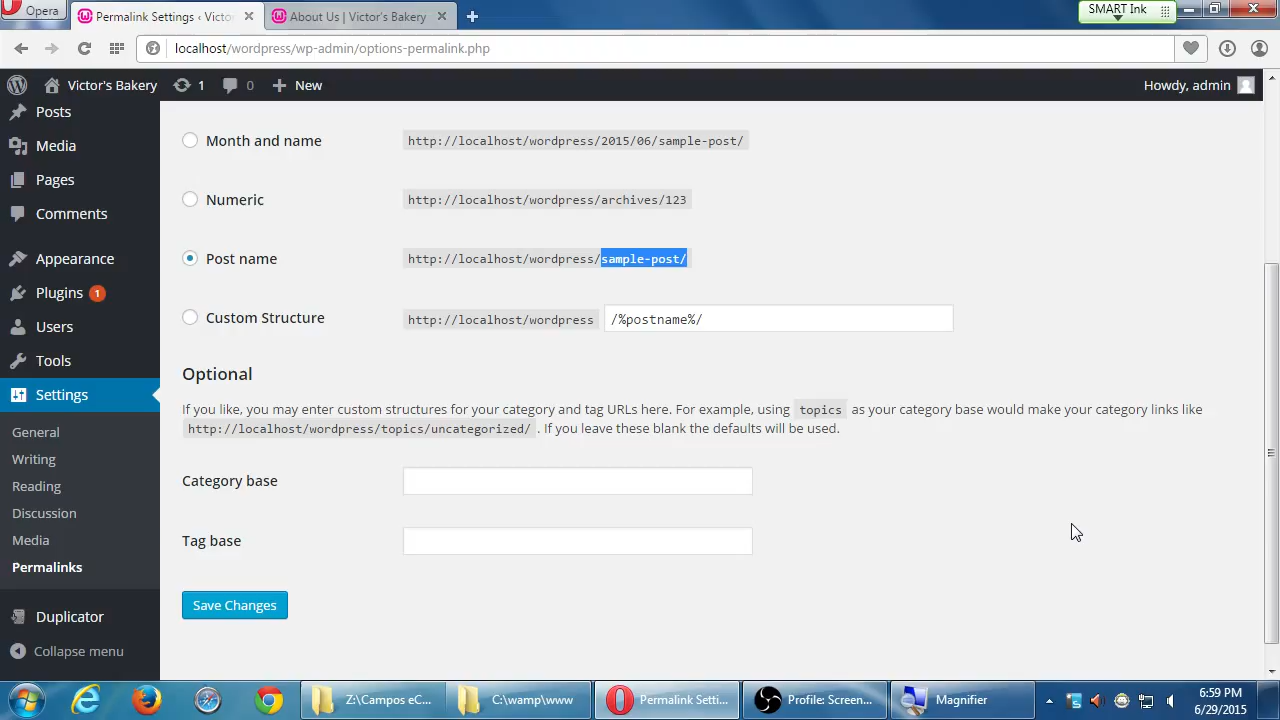 Opera
Permalink Settings ‹ Victor
About Us | Victor's Bakery
SMART Ink
localhost/wordpress/wp-admin/options-permalink.php
Victor's Bakery
1
0
New
Howdy, admin
Posts
Media
Pages
Comments
Appearance
Plugins 1
Users
Tools
Settings
General
Writing
Reading
Discussion
Media
Permalinks
Duplicator
Collapse menu
Month and name
http://localhost/wordpress/2015/06/sample-post/
Numeric
http://localhost/wordpress/archives/123
Post name
http://localhost/wordpress/sample-post/
Custom Structure
http://localhost/wordpress
/%postname%/
Optional
If you like, you may enter custom structures for your category and tag URLs here. For example, using topics as your category base would make your category links like
http://localhost/wordpress/topics/uncategorized/ . If you leave these blank the defaults will be used.
Category base
Tag base
Save Changes
Z:\Campos eC...
C:\wamp\www
Permalink Setti...
Profile: Screen...
Magnifier
6:59 PM
6/29/2015